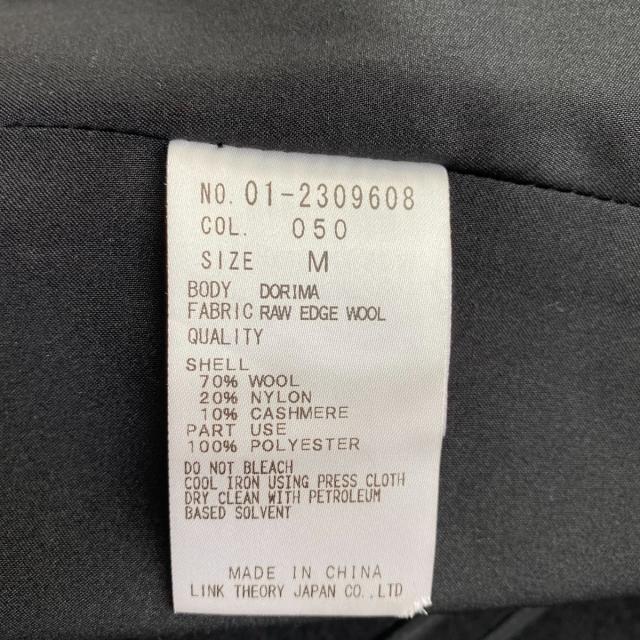 NO. 01-2309608
COL. 050
SIZE M
BODY DORIMA
FABRIC RAW EDGE WOOL
QUALITY
SHELL
70% WOOL
20% NYLON
10% CASHMERE
PART USE
100% POLYESTER
DO NOT BLEACH
COOL IRON USING PRESS CLOTH
DRY CLEAN WITH PETROLEUM
BASED SOLVENT
MADE IN CHINA
LINK THEORY JAPAN CO., LTD